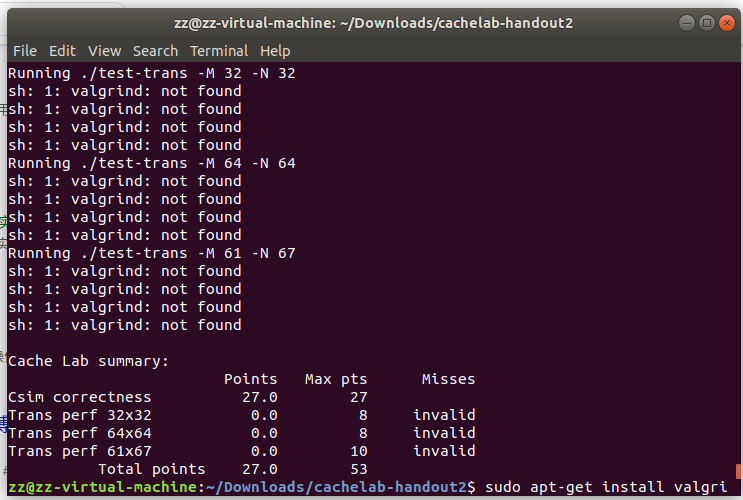 zz@zz-virtual-machine: ~/Downloads/cachelab-handout2
File Edit View Search Terminal Help
Running ./test-trans -M 32 -N 32
sh: 1: valgrind: not found
sh: 1: valgrind: not found
sh: 1: valgrind: not found
sh: 1: valgrind: not found
Running ./test-trans -M 64 -N 64
sh: 1: valgrind: not found
sh: 1: valgrind: not found
sh: 1: valgrind: not found
sh: 1: valgrind: not found
Running ./test-trans -M 61 -N 67
sh: 1: valgrind: not found
sh: 1: valgrind: not found
sh: 1: valgrind: not found
sh: 1: valgrind: not found
Cache Lab summary:
Points Max pts Misses
Csim correctness 27.0 27
Trans perf 32x32 0.0 8 invalid
Trans perf 64x64 0.0 8 invalid
Trans perf 61x67 0.0 10 invalid
Total points 27.0 53
zz@zz-virtual-machine:~/Downloads/cachelab-handout2$ sudo apt-get install valgri